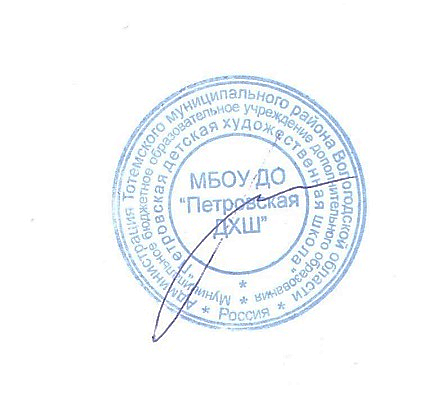 Администрация Тотемского муниципального района Вологодской области * Россия *
Муниципальное бюджетное образовательное учреждение дополнительного образования *
"Петровская детская художественная школа"
МБОУ ДО
"Петровская
ДХШ"